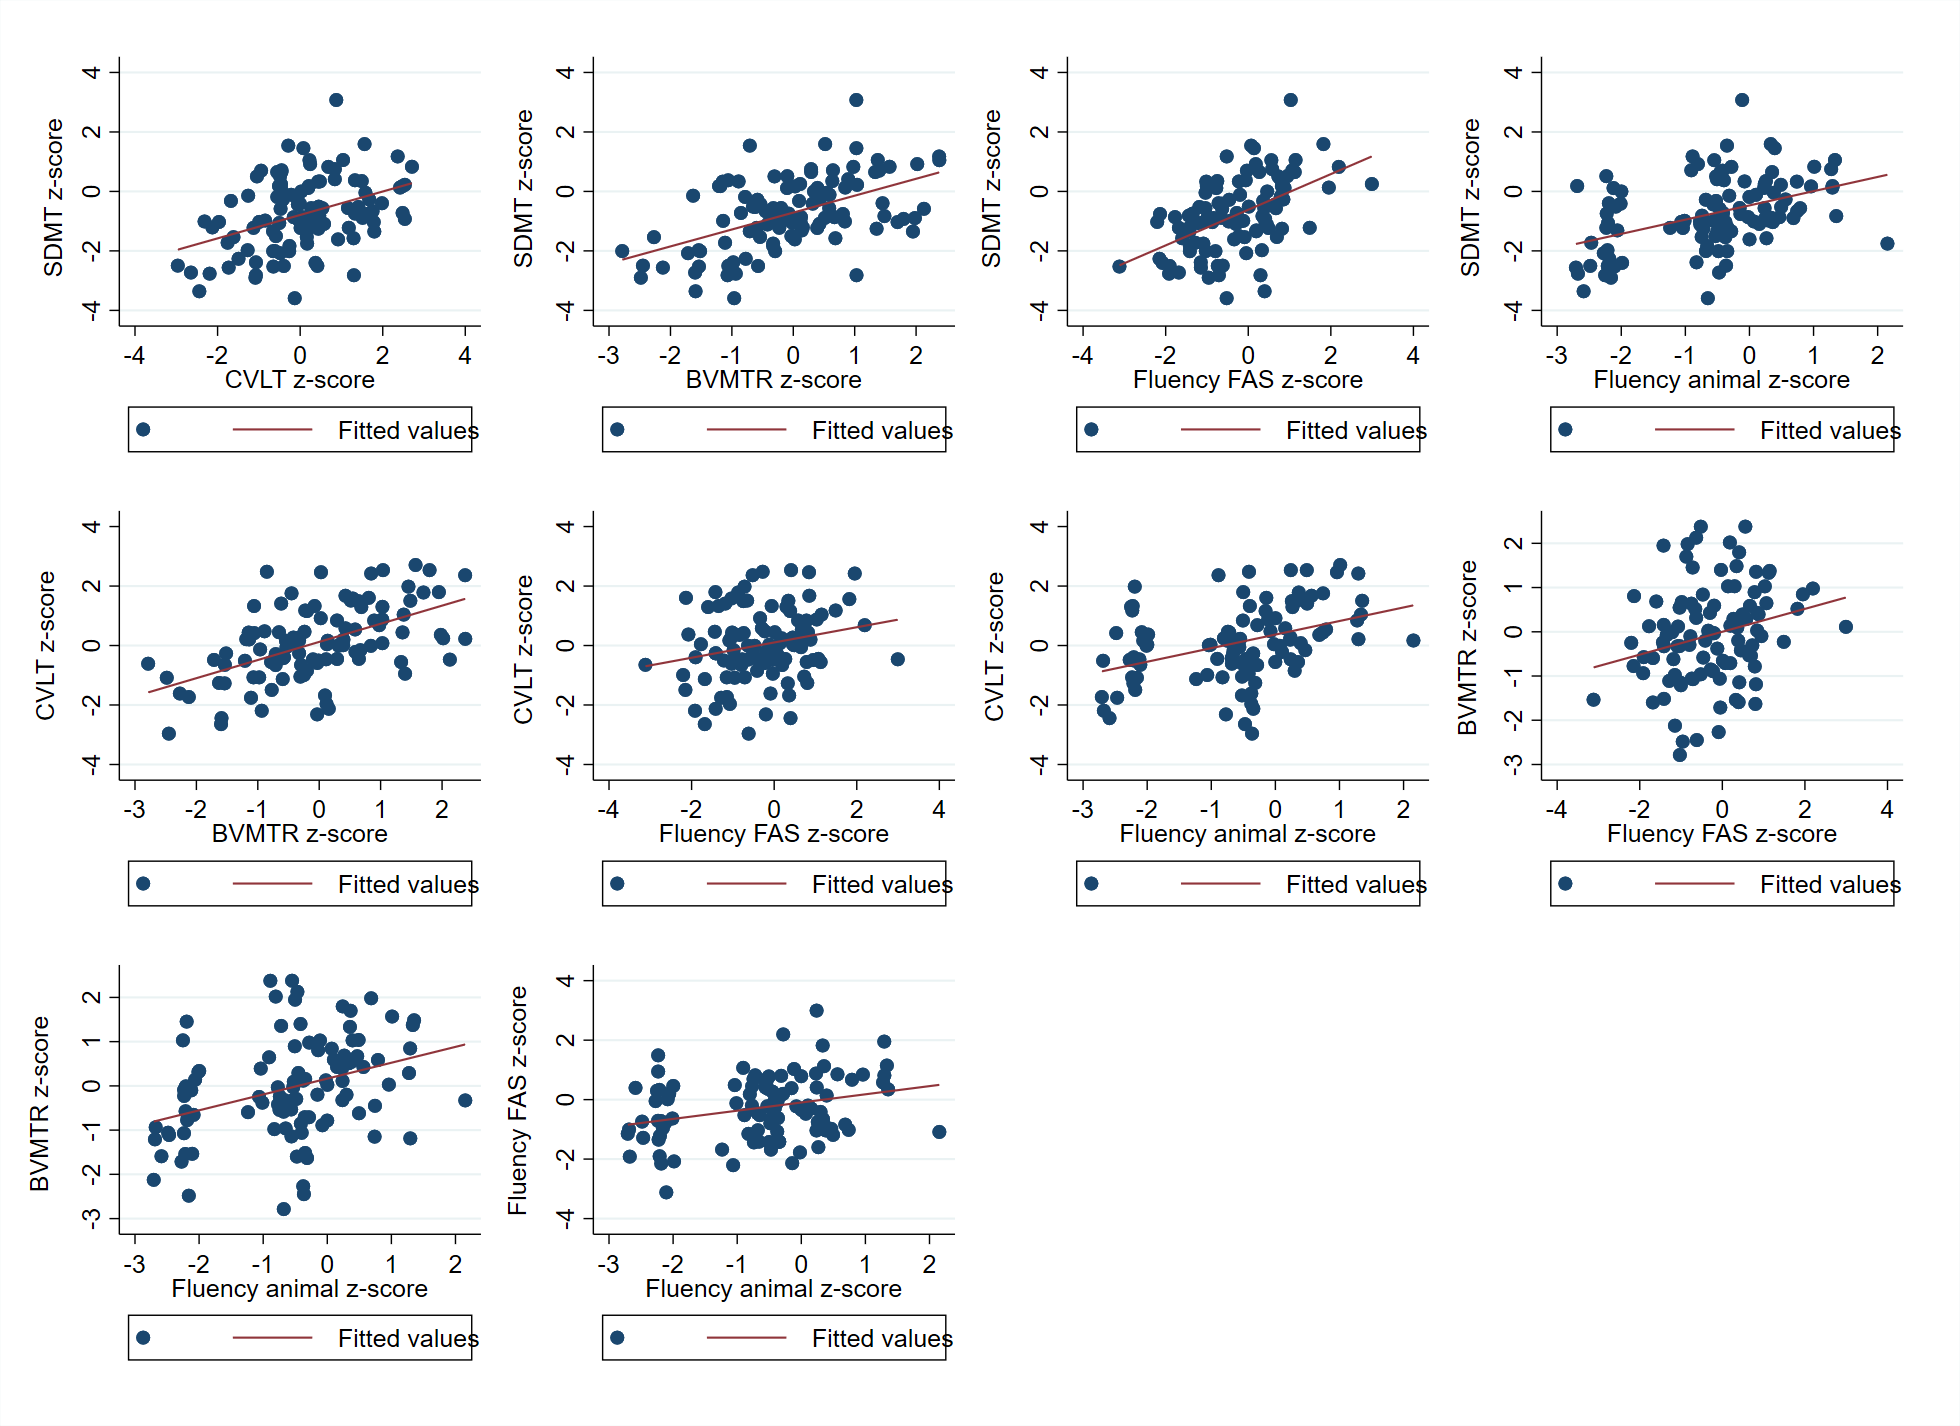 SDMT z-score
4
2
0
-2
-4
-4 -2 0 2 4
CVLT z-score
Fitted values
SDMT z-score
4
2
0
-2
-4
-3 -2 -1 0 1 2
BVMTR z-score
Fitted values
SDMT z-score
4
2
0
-2
-4
-4 -2 0 2 4
Fluency FAS z-score
Fitted values
SDMT z-score
4
2
0
-2
-4
-3 -2 -1 0 1 2
Fluency animal z-score
Fitted values
CVLT z-score
4
2
0
-2
-4
-3 -2 -1 0 1 2
BVMTR z-score
Fitted values
CVLT z-score
4
2
0
-2
-4
-4 -2 0 2 4
Fluency FAS z-score
Fitted values
CVLT z-score
4
2
0
-2
-4
-3 -2 -1 0 1 2
Fluency animal z-score
Fitted values
BVMTR z-score
2
1
0
-1
-2
-3
-4 -2 0 2 4
Fluency FAS z-score
Fitted values
BVMTR z-score
2
1
0
-1
-2
-3
-3 -2 -1 0 1 2
Fluency animal z-score
Fitted values
Fluency FAS z-score
4
2
0
-2
-4
-3 -2 -1 0 1 2
Fluency animal z-score
Fitted values